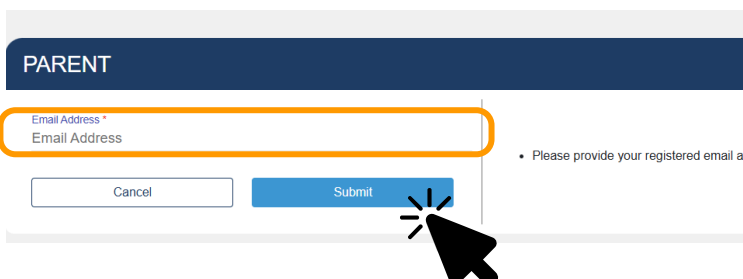 PARENT
Email Address *
Email Address
• Please provide your registered email a
Cancel
Submit